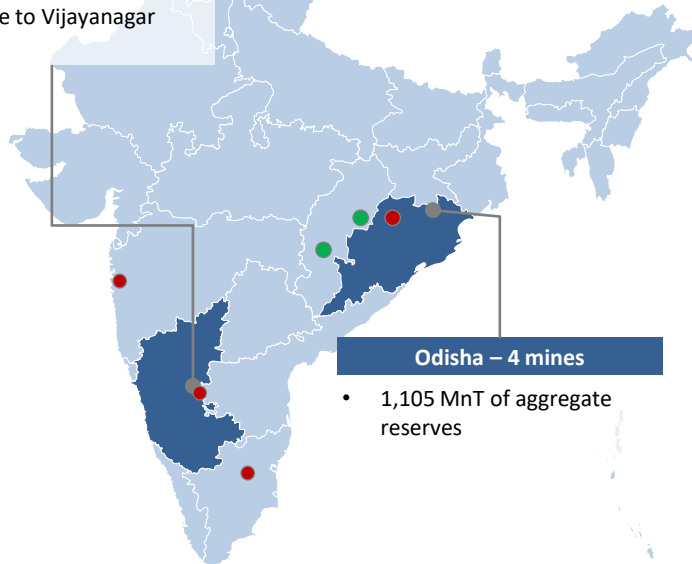 e to Vijayanagar
Odisha – 4 mines
• 1,105 MnT of aggregate
reserves